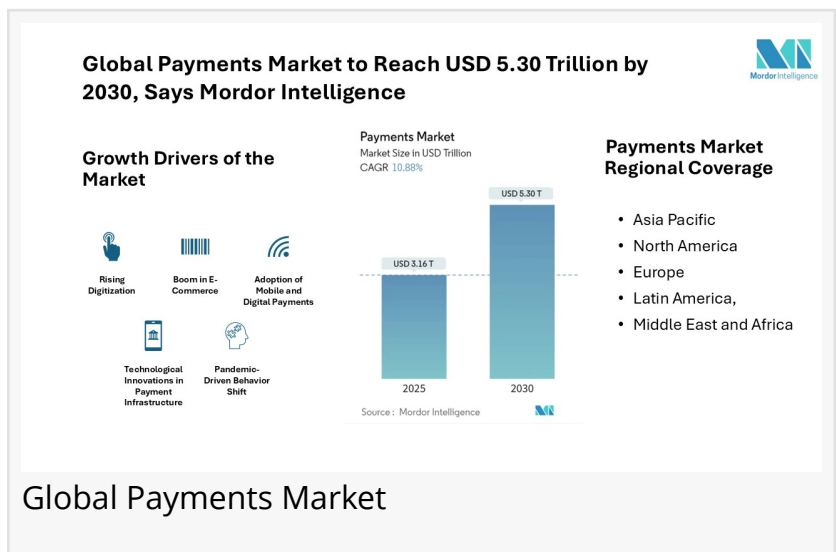 Global Payments Market to Reach USD 5.30 Trillion by
2030, Says Mordor Intelligence
Mordor Intelligence
Growth Drivers of the
Market
Rising
Digitization
Boom in E-
Commerce
Adoption of
Mobile and
Digital Payments
Technological
Innovations in
Payment
Infrastructure
Pandemic-
Driven Behavior
Shift
Payments Market
Market Size in USD Trillion
CAGR 10.88%
USD 5.30 T
USD 3.16 T
2025
2030
Source : Mordor Intelligence
Payments Market
Regional Coverage
• Asia Pacific
• North America
• Europe
• Latin America,
• Middle East and Africa
Global Payments Market